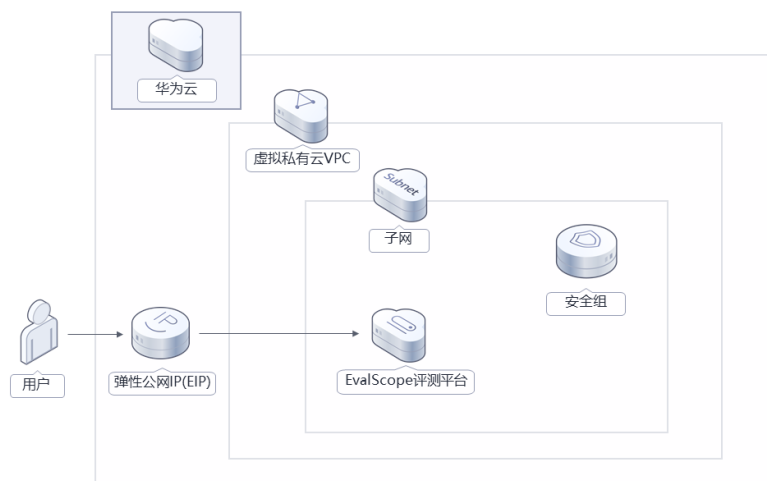 华为云
虚拟私有云VPC
Subnet
子网
安全组
IP
用户
弹性公网IP(EIP)
EvalScope评测平台